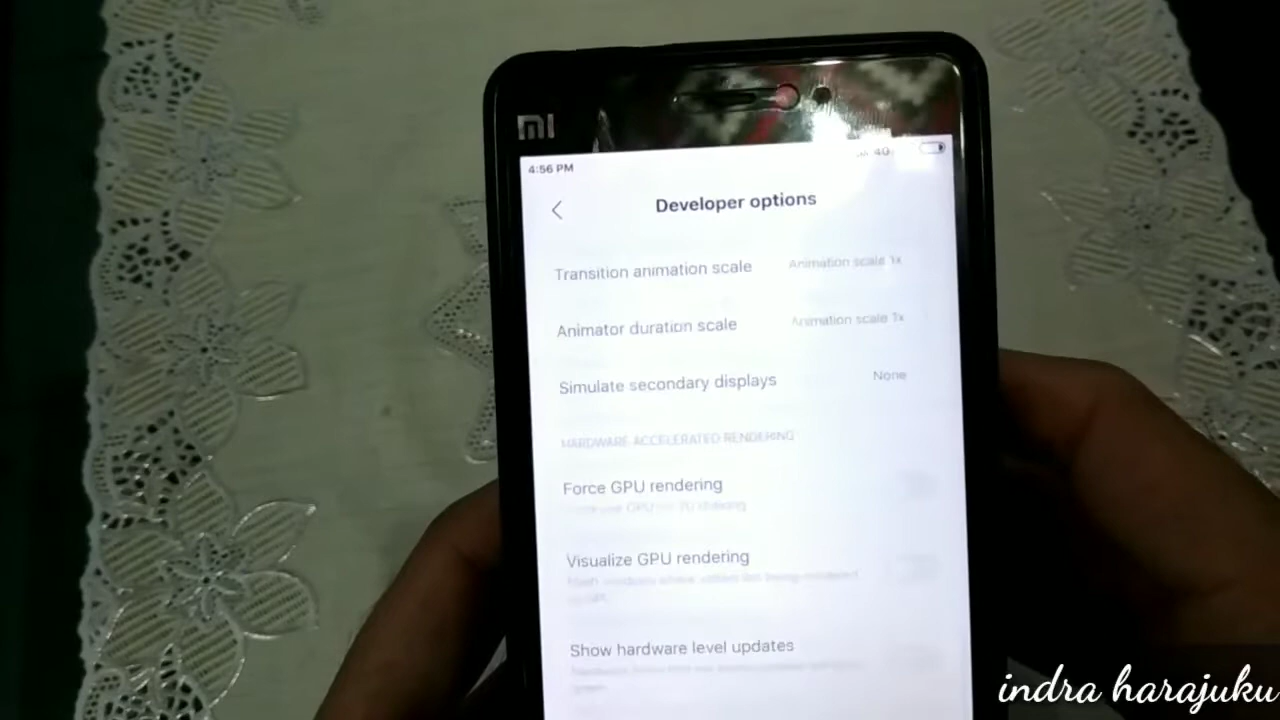 mi
4:56 PM
4G
Developer options
Transition animation scale
Animation scale 1x
Animator duration scale
Animation scale 1x
Simulate secondary displays
None
HARDWARE ACCELERATED RENDERING
Force GPU rendering
Visualize GPU rendering
Show hardware level updates
indra harajuku